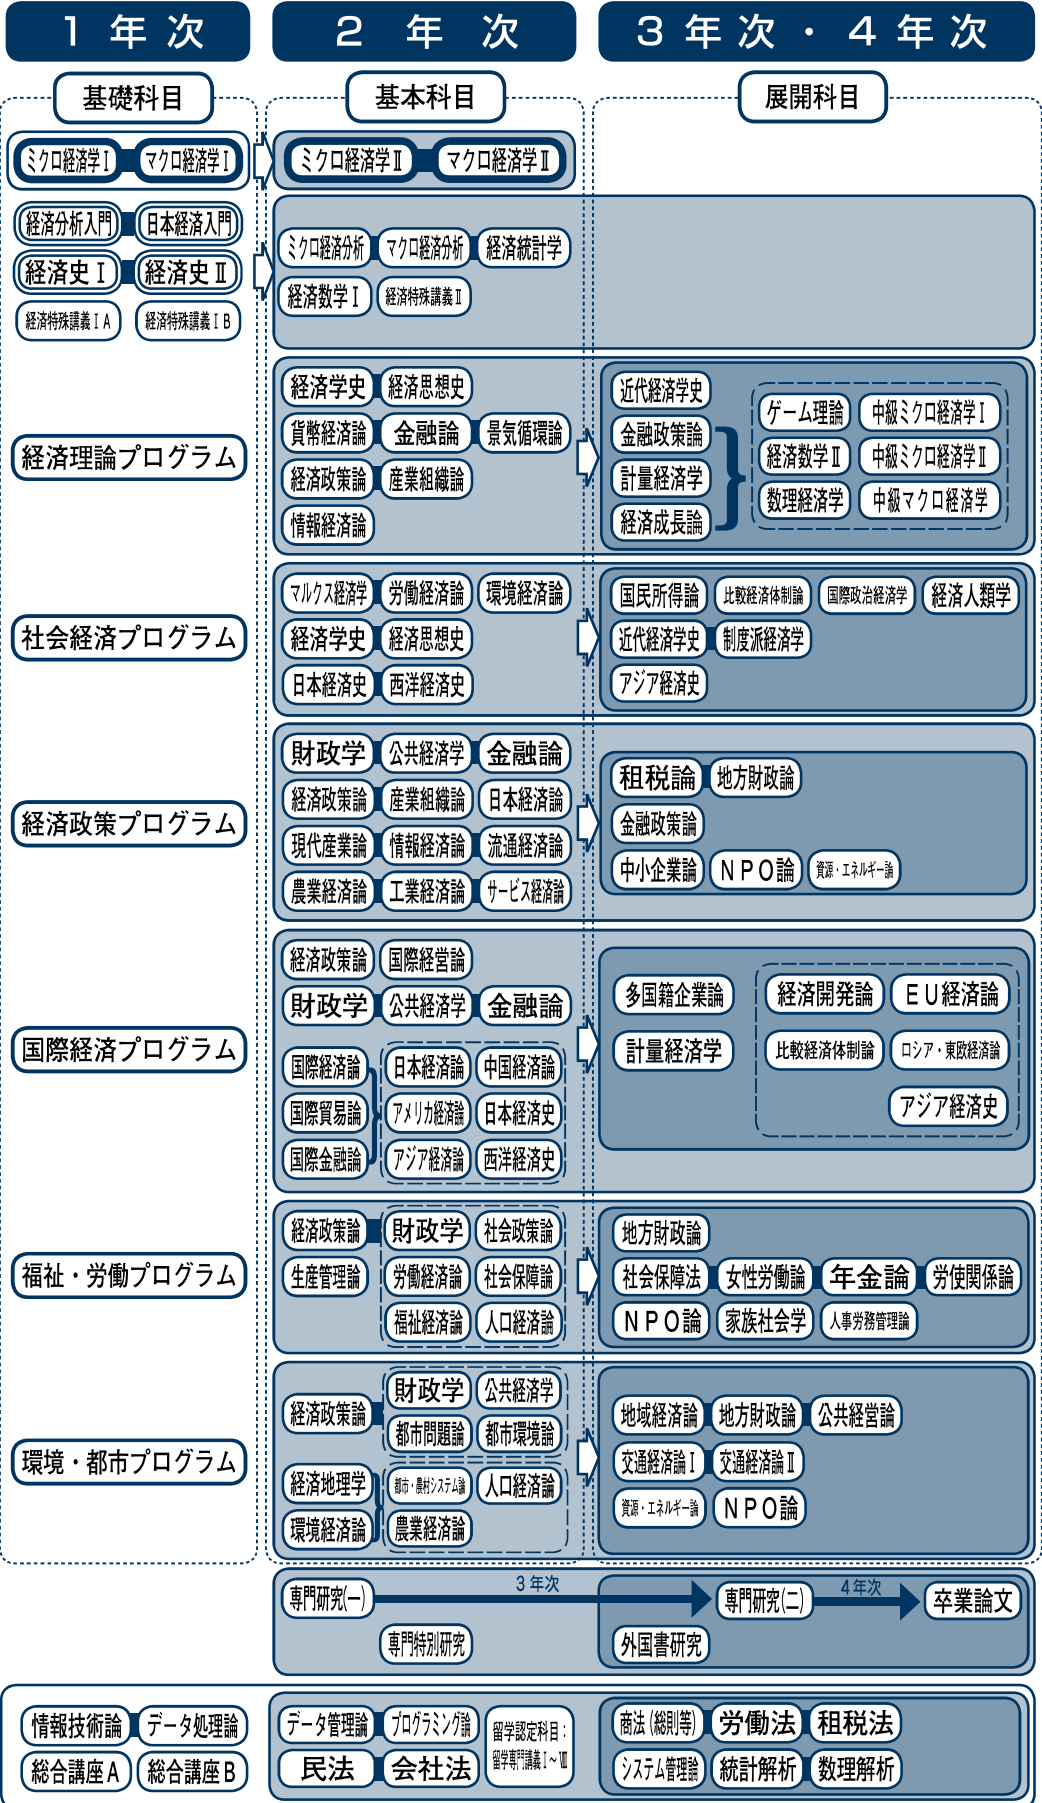 1 年 次
2 年 次
3 年 次 ・ 4 年 次
基礎科目
基本科目
展開科目
ミクロ経済学Ⅰ マクロ経済学Ⅰ
ミクロ経済学Ⅱ マクロ経済学Ⅱ
経済分析入門 日本経済入門
経済史Ⅰ 経済史Ⅱ
経済特殊講義ⅠA 経済特殊講義ⅠB
ミクロ経済分析 マクロ経済分析 経済統計学
経済数学Ⅰ 経済特殊講義Ⅱ
経済理論プログラム
経済学史 経済思想史
貨幣経済論 金融論 景気循環論
経済政策論 産業組織論
情報経済論
近代経済学史
金融政策論
計量経済学
経済成長論
ゲーム理論 中級ミクロ経済学Ⅰ
経済数学Ⅱ 中級ミクロ経済学Ⅱ
数理経済学 中級マクロ経済学
社会経済プログラム
マルクス経済学 労働経済論 環境経済論
経済学史 経済思想史
日本経済史 西洋経済史
国民所得論 比較経済体制論 国際政治経済学 経済人類学
近代経済学史 制度派経済学
アジア経済史
経済政策プログラム
財政学 公共経済学 金融論
経済政策論 産業組織論 日本経済論
現代産業論 情報経済論 流通経済論
農業経済論 工業経済論 サービス経済論
租税論 地方財政論
金融政策論
中小企業論 NPO論 資源・エネルギー論
国際経済プログラム
経済政策論 国際経営論
財政学 公共経済学 金融論
国際経済論 日本経済論 中国経済論
国際貿易論 アメリカ経済論 日本経済史
国際金融論 アジア経済論 西洋経済史
多国籍企業論 経済開発論 EU経済論
計量経済学 比較経済体制論 ロシア・東欧経済論
アジア経済史
福祉・労働プログラム
経済政策論 財政学 社会政策論
生産管理論 労働経済論 社会保障論
福祉経済論 人口経済論
地方財政論
社会保障法 女性労働論 年金論 労使関係論
NPO論 家族社会学 人事労務管理論
環境・都市プログラム
経済政策論 財政学 公共経済学
都市問題論 都市環境論
経済地理学 都市・農村システム論 人口経済論
環境経済論 農業経済論
地域経済論 地方財政論 公共経営論
交通経済論Ⅰ 交通経済論Ⅱ
資源・エネルギー論 NPO論
専門研究(一) 3年次 専門研究(二) 4年次 卒業論文
専門特別研究 外国書研究
情報技術論 データ処理論
総合講座A 総合講座B
データ管理論 プログラミング論
民法 会社法
留学認定科目：
留学専門講義Ⅰ～Ⅷ
商法(総則等) 労働法 租税法
システム管理論 統計解析 数理解析